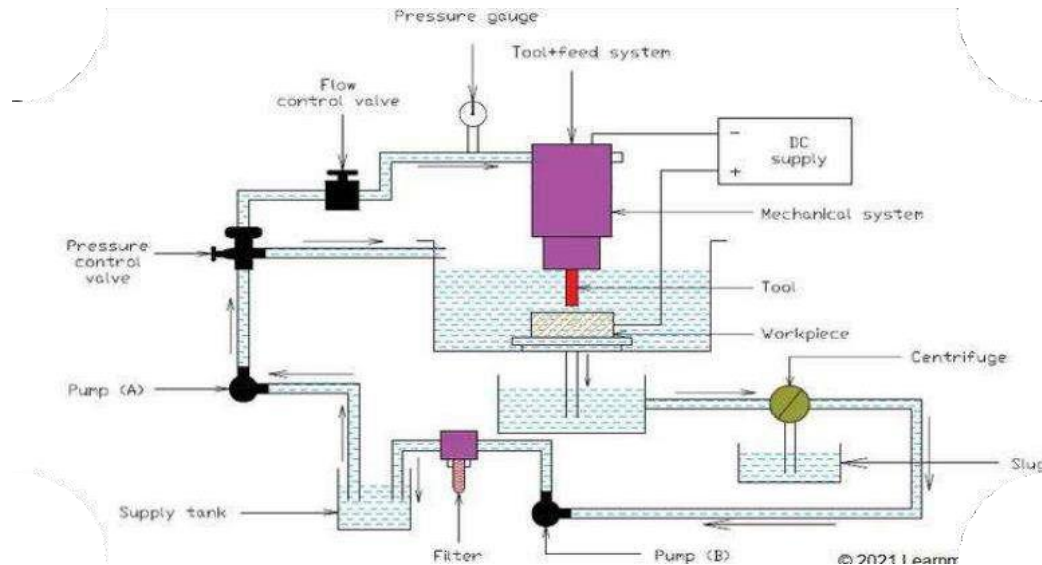 Pressure gauge
Tool+feed system
Flow
control valve
-
DC
supply
+
Mechanical system
Pressure
control
valve
Tool
Workpiece
Centrifuge
Pump (A)
Slug
Supply tank
Filter
Pump (B)
© 2021